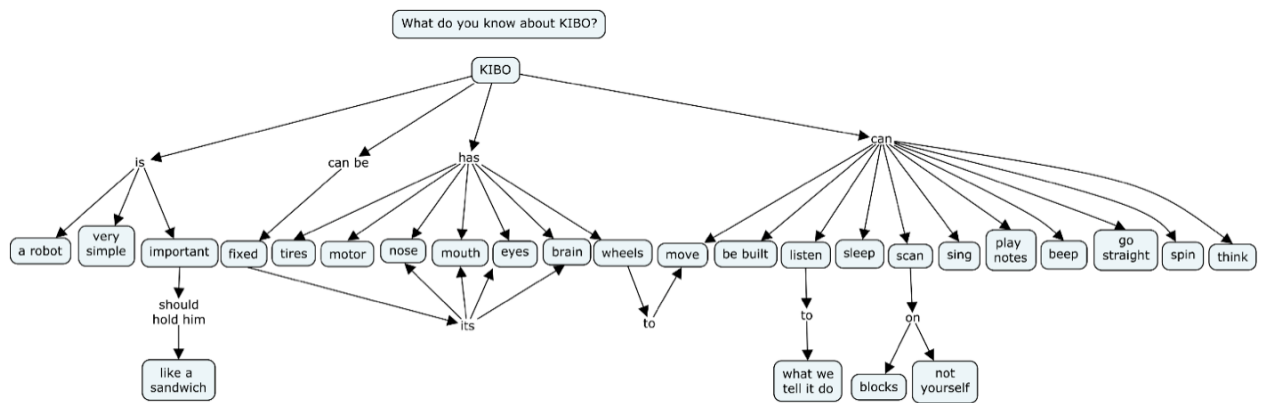 What do you know about KIBO?
KIBO
is
can be
has
can
a robot
very
simple
important
fixed
tires
motor
nose
mouth
eyes
brain
wheels
move
be built
listen
sleep
scan
sing
play
notes
beep
go
straight
spin
think
should
hold him
its
to
to
on
like a
sandwich
what we
tell it do
blocks
not
yourself